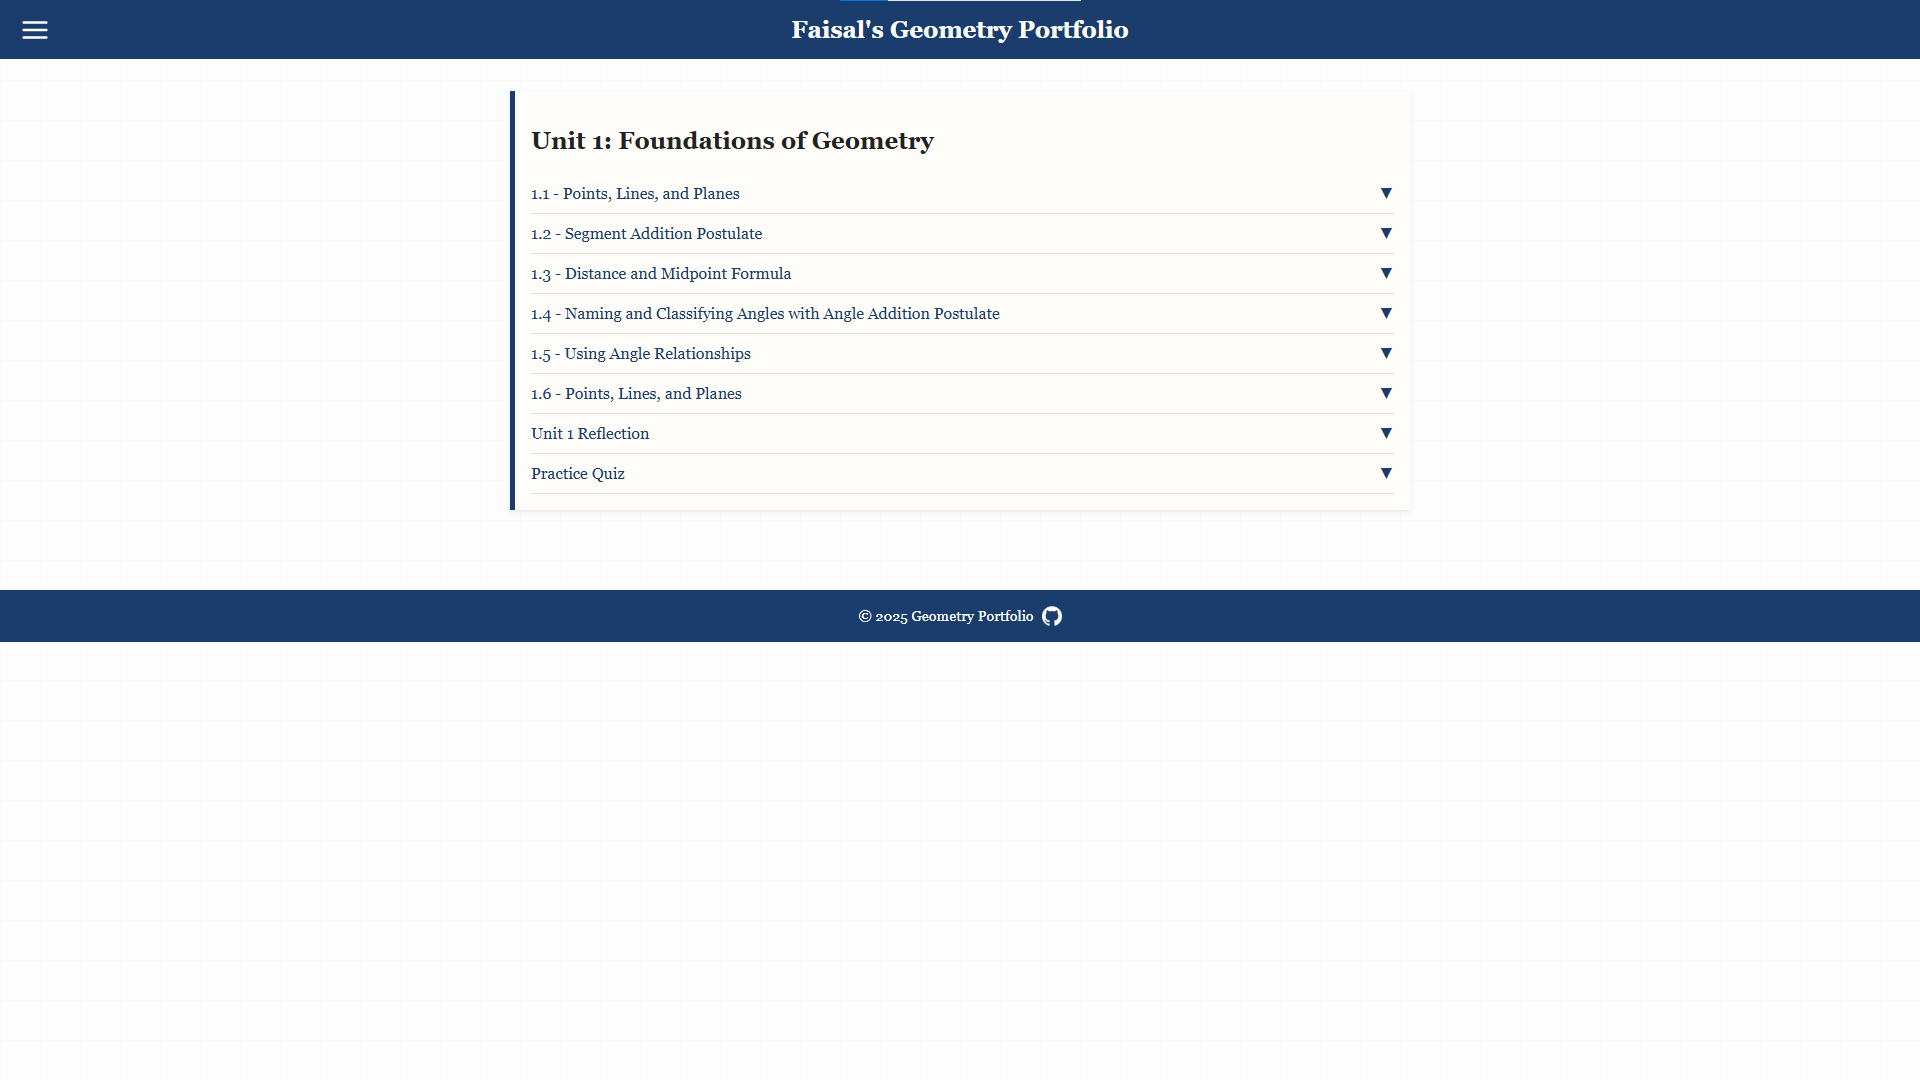 Faisal's Geometry Portfolio
Unit 1: Foundations of Geometry
1.1 - Points, Lines, and Planes ▼
1.2 - Segment Addition Postulate ▼
1.3 - Distance and Midpoint Formula ▼
1.4 - Naming and Classifying Angles with Angle Addition Postulate ▼
1.5 - Using Angle Relationships ▼
1.6 - Points, Lines, and Planes ▼
Unit 1 Reflection ▼
Practice Quiz ▼
© 2025 Geometry Portfolio